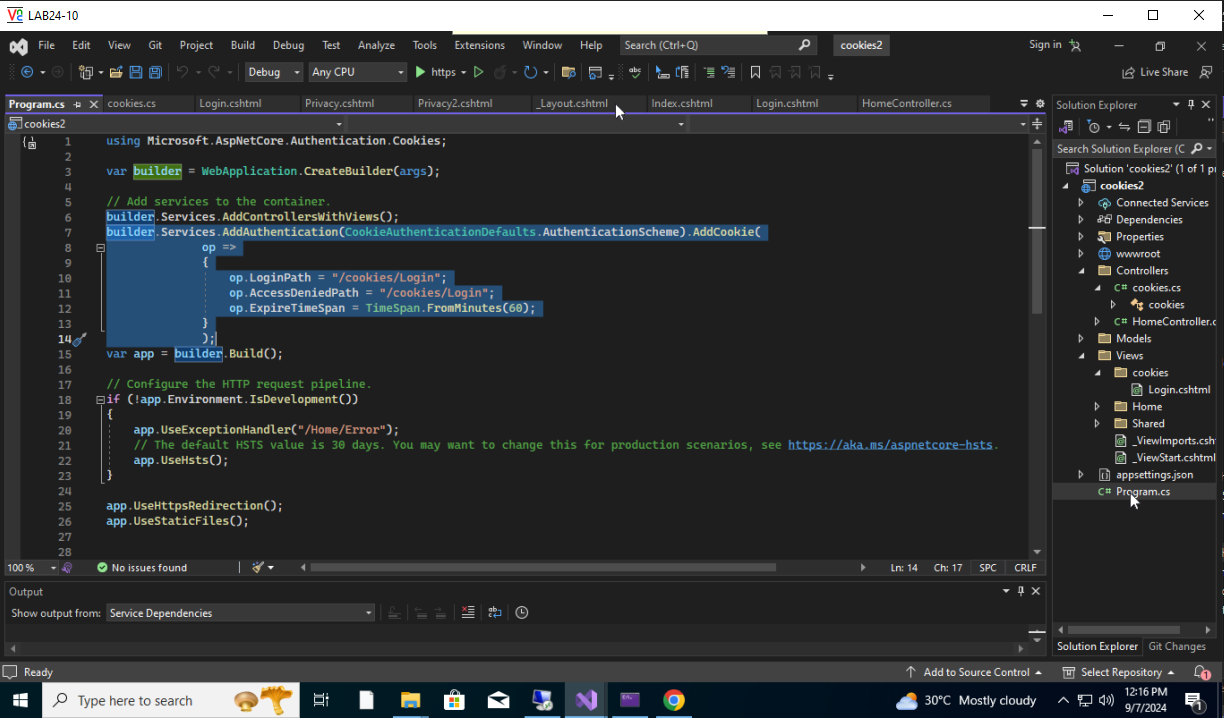 LAB24-10
File Edit View Git Project Build Debug Test Analyze Tools Extensions Window Help Search (Ctrl+Q) cookies2 Sign in
Debug Any CPU https Live Share
Program.cs cookies.cs Login.cshtml Privacy.cshtml Privacy2.cshtml _Layout.cshtml Index.cshtml Login.cshtml HomeController.cs
cookies2
1 using Microsoft.AspNetCore.Authentication.Cookies;
2
3 var builder = WebApplication.CreateBuilder(args);
4
5 // Add services to the container.
6 builder.Services.AddControllersWithViews();
7 builder.Services.AddAuthentication(CookieAuthenticationDefaults.AuthenticationScheme).AddCookie(
8 op =>
9 {
10 op.LoginPath = "/cookies/Login";
11 op.AccessDeniedPath = "/cookies/Login";
12 op.ExpireTimeSpan = TimeSpan.FromMinutes(60);
13 }
14 );
15 var app = builder.Build();
16
17 // Configure the HTTP request pipeline.
18 if (!app.Environment.IsDevelopment())
19 {
20 app.UseExceptionHandler("/Home/Error");
21 // The default HSTS value is 30 days. You may want to change this for production scenarios, see https://aka.ms/aspnetcore-hsts.
22 app.UseHsts();
23 }
24
25 app.UseHttpsRedirection();
26 app.UseStaticFiles();
27
28
100 % No issues found Ln: 14 Ch: 17 SPC CRLF
Output
Show output from: Service Dependencies
Solution Explorer
Search Solution Explorer (C
Solution 'cookies2' (1 of 1 pr
cookies2
Connected Services
Dependencies
Properties
wwwroot
Controllers
C# cookies.cs
cookies
C# HomeController.c
Models
Views
cookies
Login.cshtml
Home
Shared
_ViewImports.csh
_ViewStart.cshtml
appsettings.json
C# Program.cs
Solution Explorer Git Changes
Ready Add to Source Control Select Repository 1
Type here to search 30°C Mostly cloudy 12:16 PM
9/7/2024 1